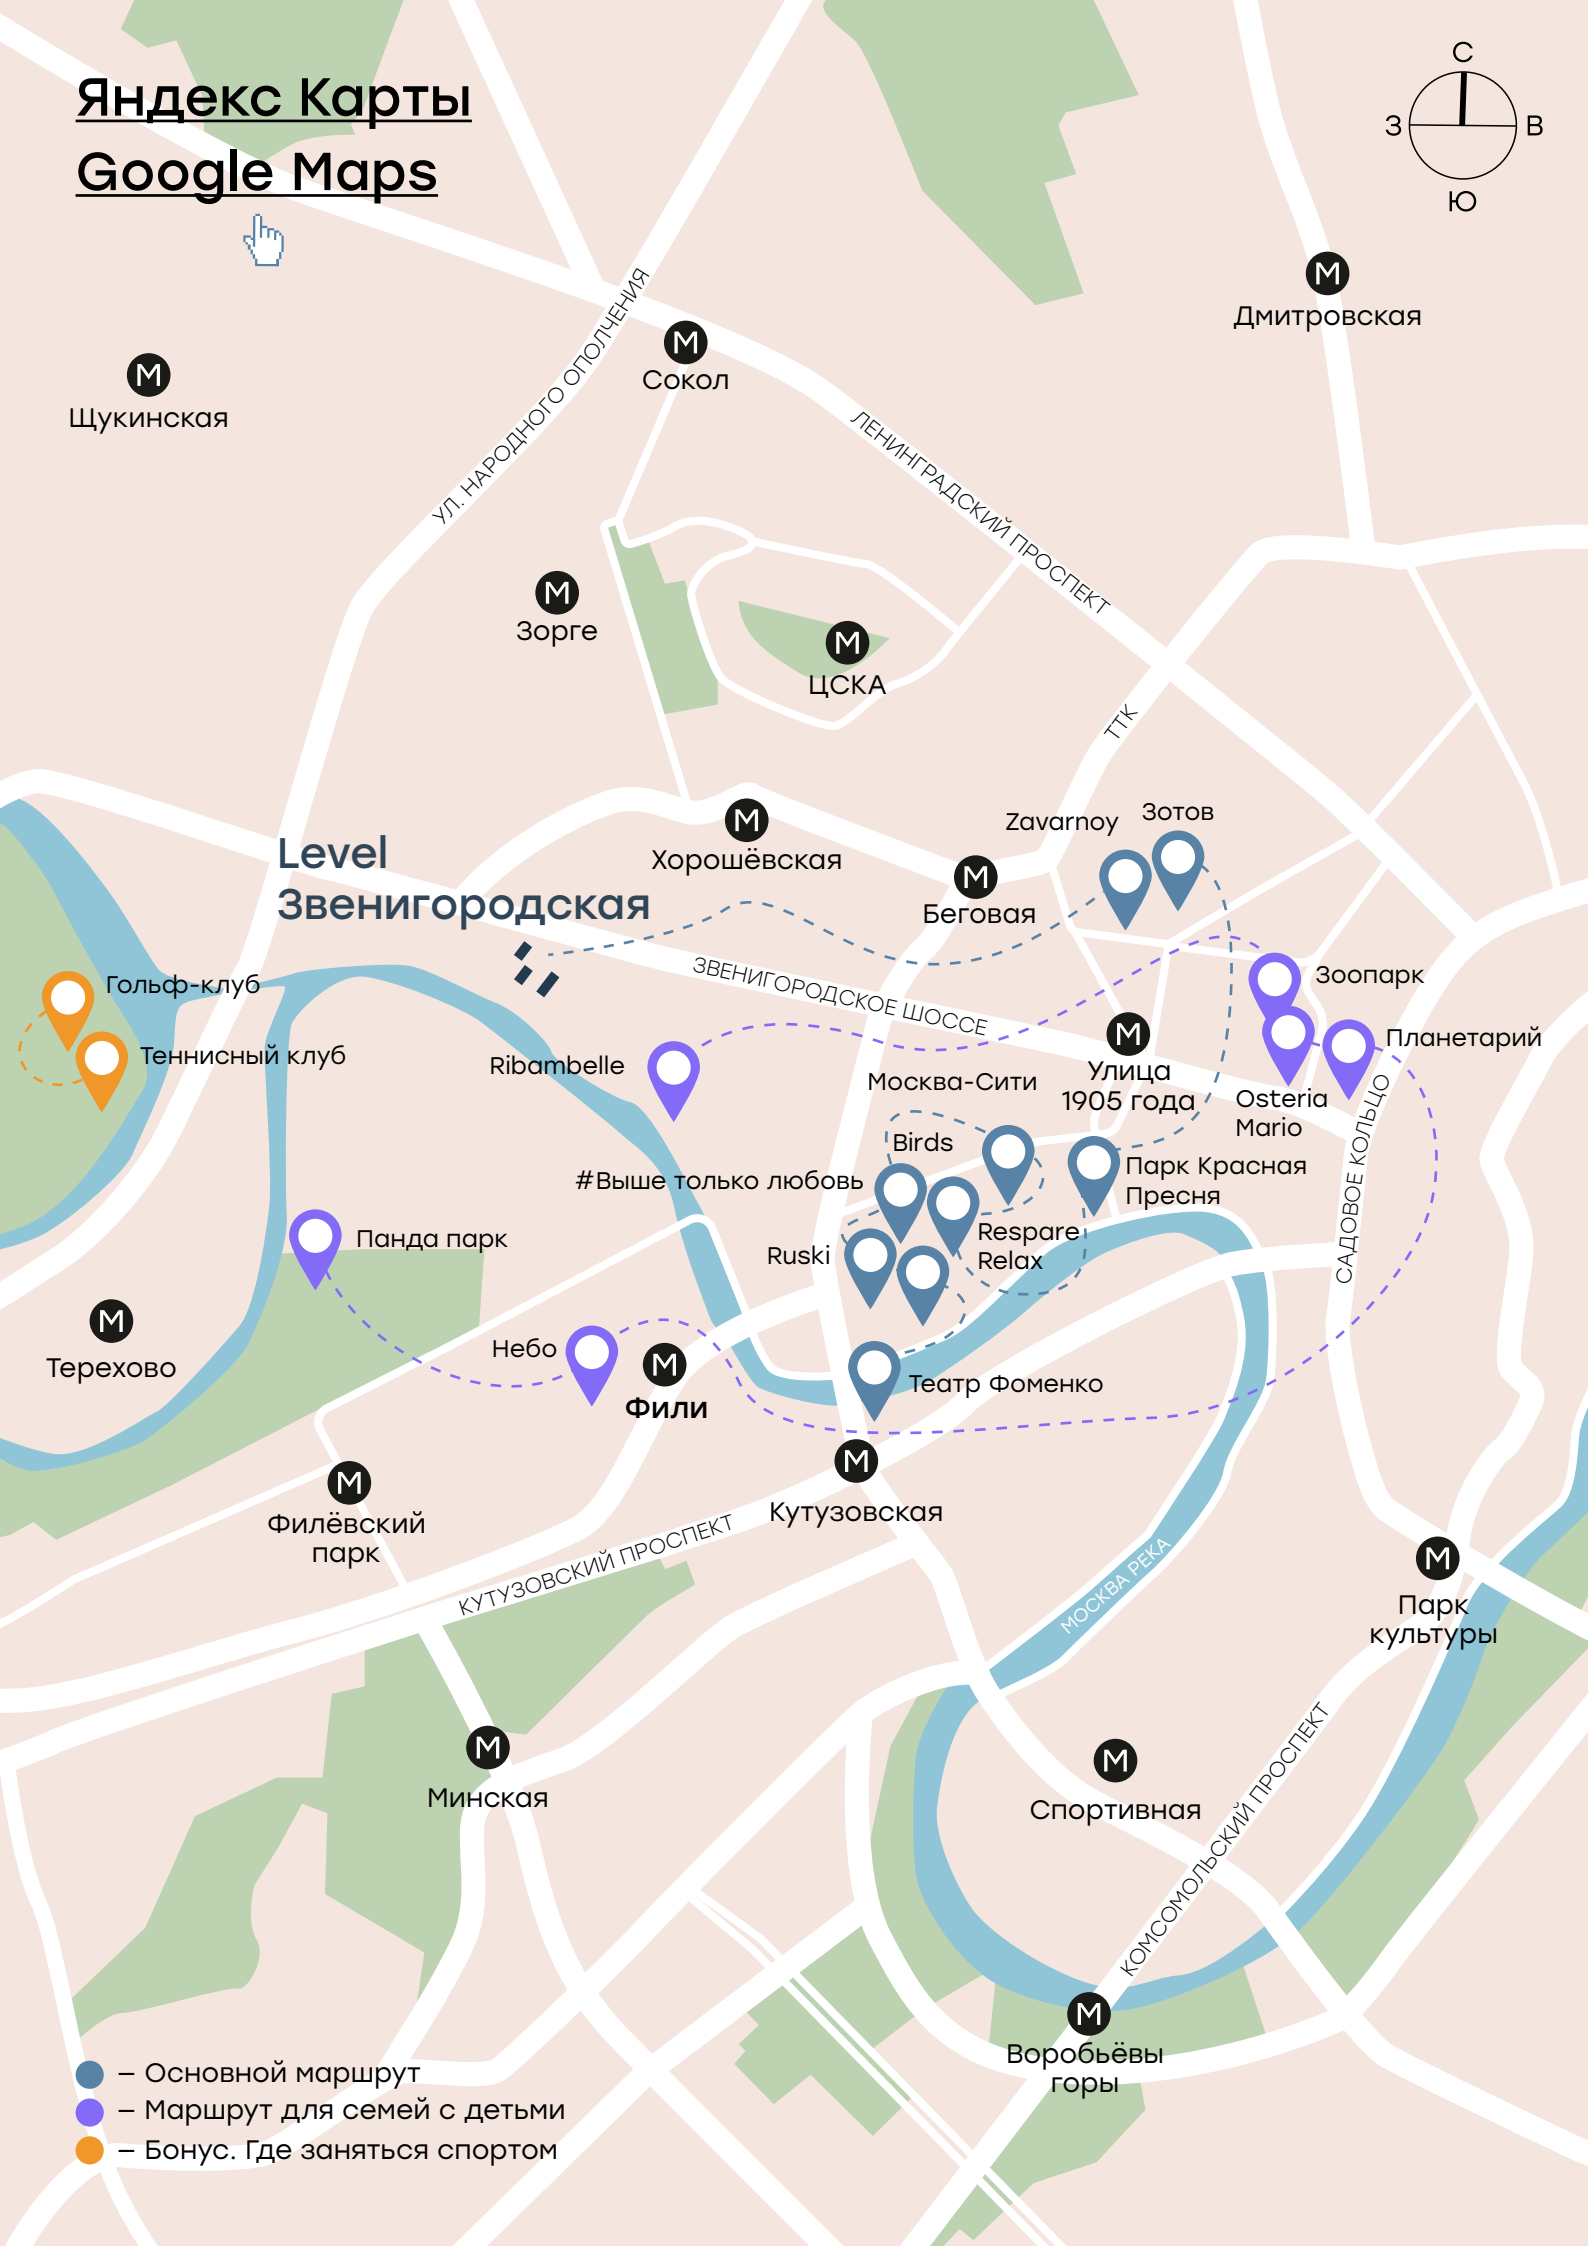 Яндекс Карты
Google Maps
С
З
В
Ю
М
Дмитровская
М
Сокол
М
Щукинская
УЛ. НАРОДНОГО ОПОЛЧЕНИЯ
ЛЕНИНГРАДСКИЙ ПРОСПЕКТ
М
Зорге
М
ЦСКА
ТТК
Level
Звенигородская
М
Хорошёвская
М
Беговая
Zavarnoy
Зотов
ЗВЕНИГОРОДСКОЕ ШОССЕ
Гольф-клуб
Теннисный клуб
Ribambelle
Зоопарк
Планетарий
М
Улица
1905 года
Osteria
Mario
Москва-Сити
Birds
#Выше только любовь
Парк Красная
Пресня
Respare
Relax
Ruski
САДОВОЕ КОЛЬЦО
Панда парк
М
Терехово
Небо
М
Фили
Театр Фоменко
М
Кутузовская
М
Филёвский
парк
КУТУЗОВСКИЙ ПРОСПЕКТ
МОСКВА РЕКА
М
Парк
культуры
М
Минская
М
Спортивная
КОМСОМОЛЬСКИЙ ПРОСПЕКТ
М
Воробьёвы
горы
– Основной маршрут
– Маршрут для семей с детьми
– Бонус. Где заняться спортом